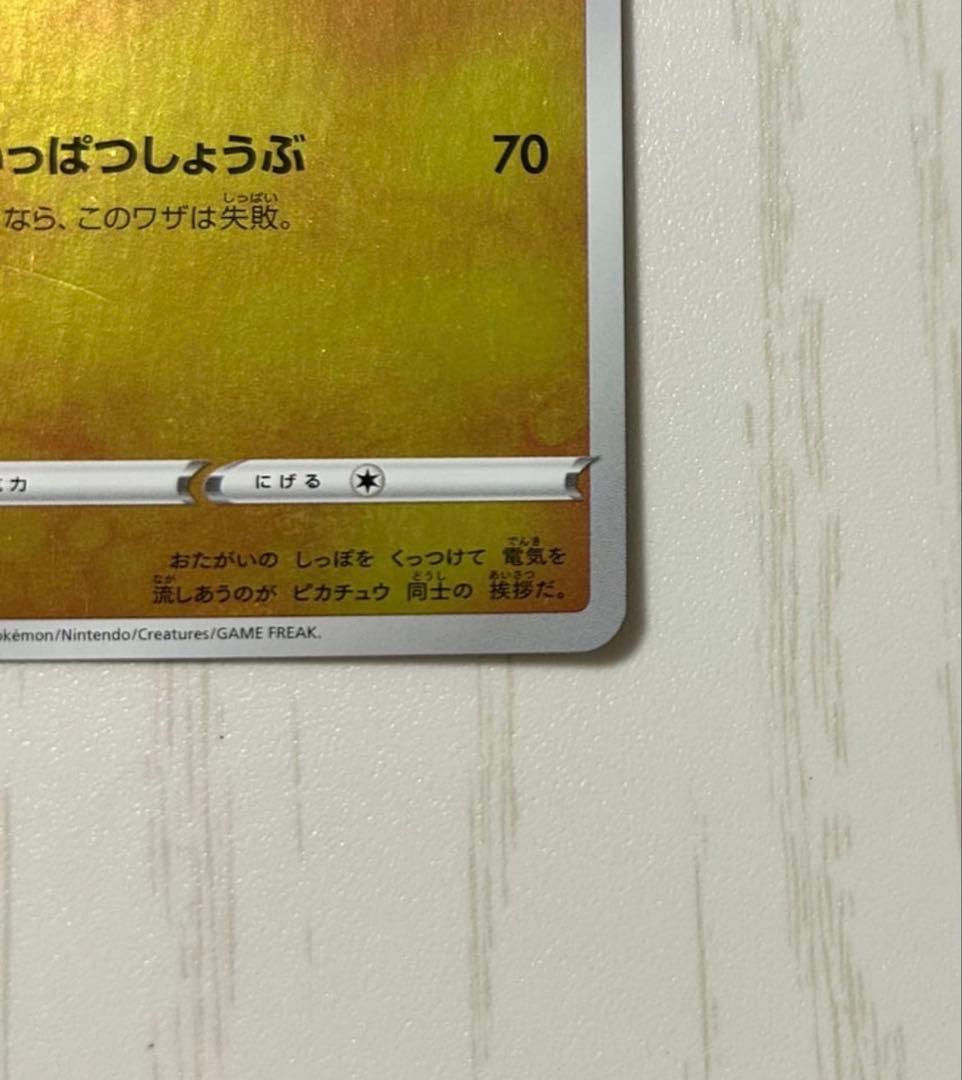 っぱつしょうぶ 70
なら、このワザは失敗。
力 にげる
おたがいの しっぽを くっつけて 電気を
流しあうのが ピカチュウ 同士の 挨拶だ。
okémon/Nintendo/Creatures/GAME FREAK.